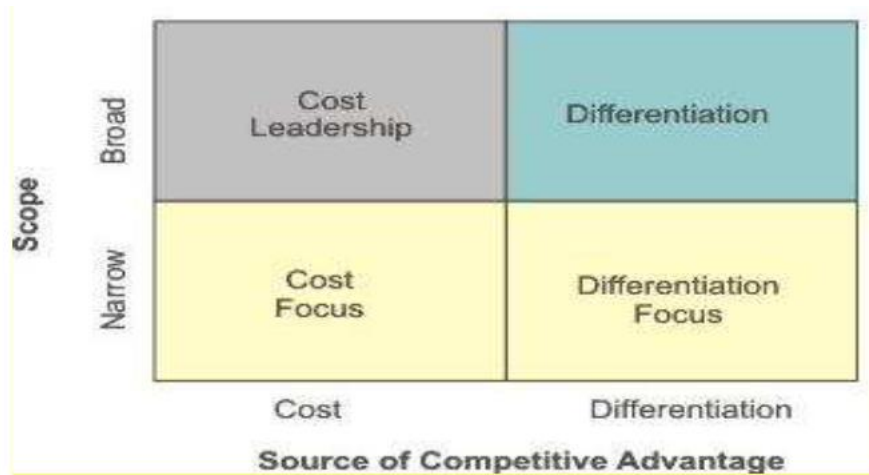 Scope
Broad
Cost
Leadership
Differentiation
Narrow
Cost
Focus
Differentiation
Focus
Cost
Differentiation
Source of Competitive Advantage